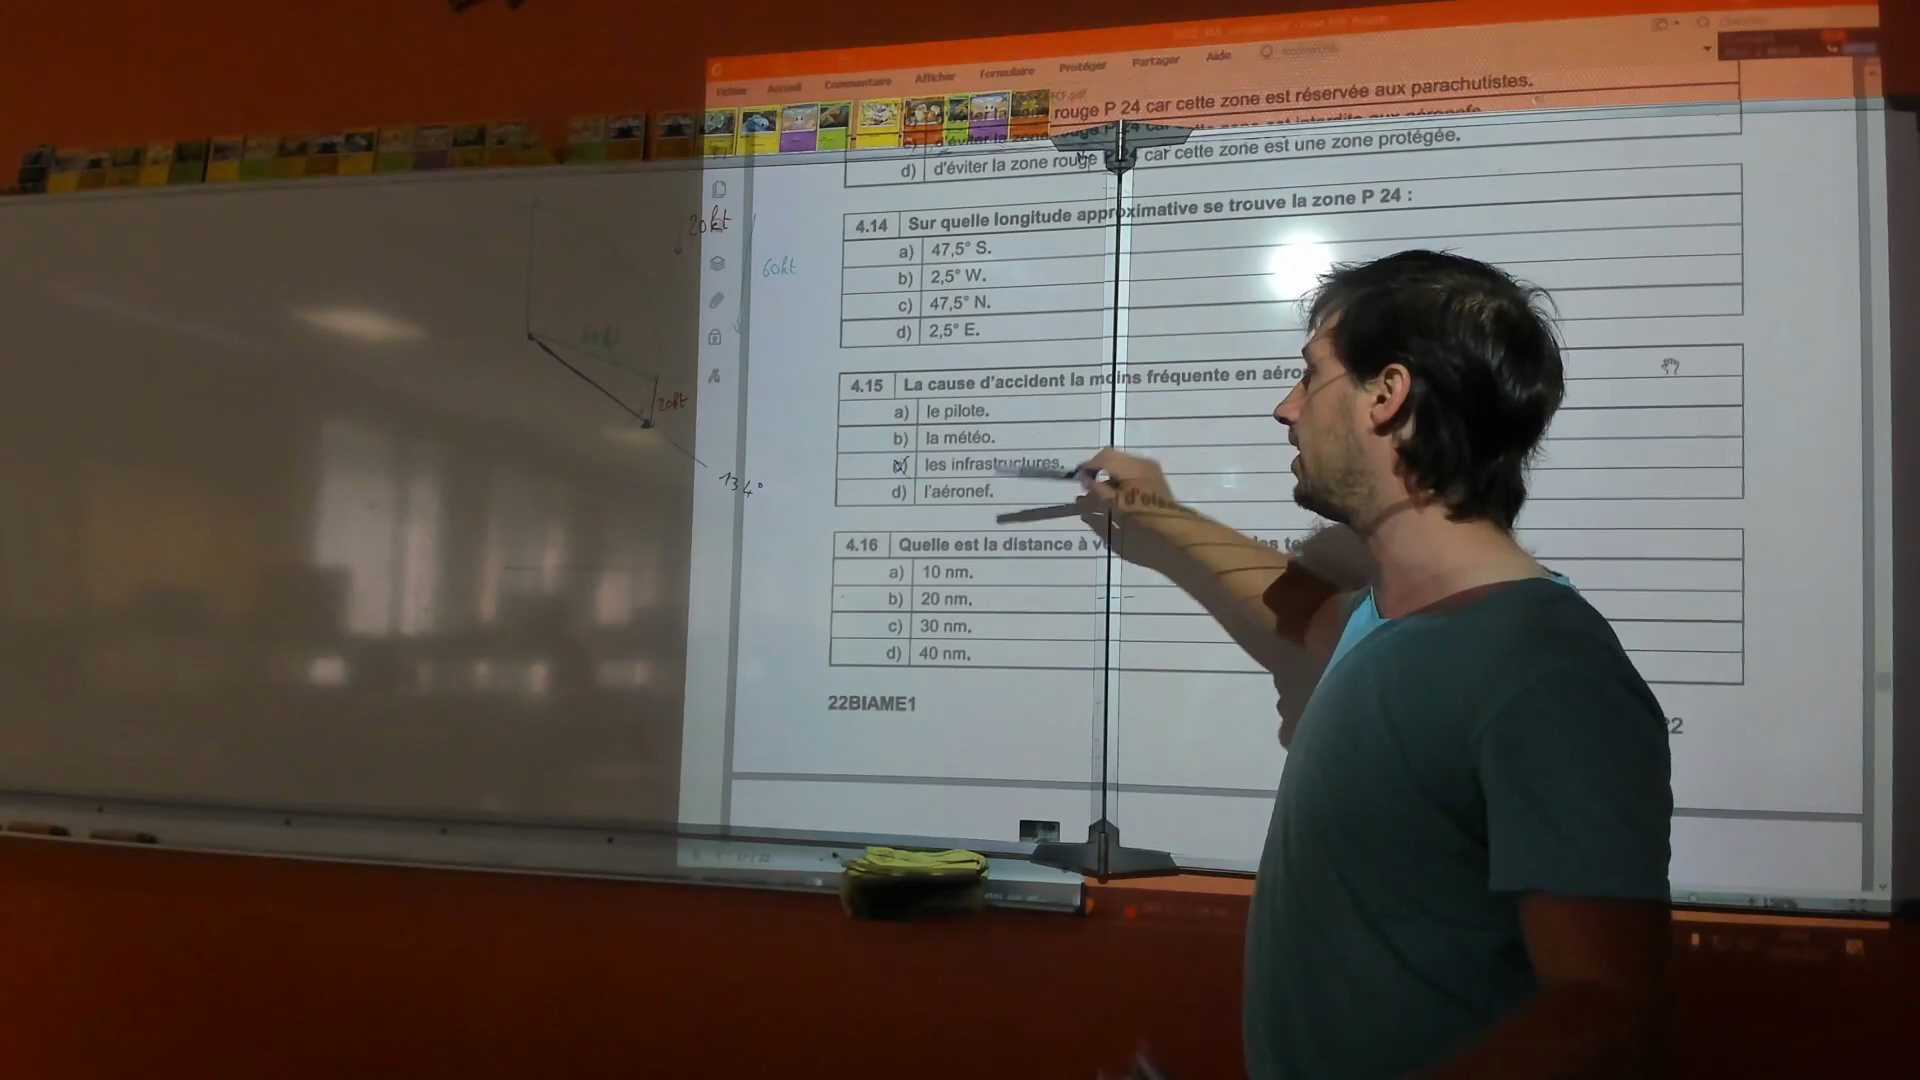 Fichier Accueil Commentaire Afficher Formulaire Protéger Partager Aide
rouge P 24 car cette zone est réservée aux parachutistes.
d) d'éviter la zone rouge P 24 car cette zone est une zone protégée.
4.14 Sur quelle longitude approximative se trouve la zone P 24 :
a) 47,5° S.
b) 2,5° W.
c) 47,5° N.
d) 2,5° E.
4.15 La cause d'accident la moins fréquente en aéro
a) le pilote.
b) la météo.
les infrastructures.
d) l'aéronef.
4.16 Quelle est la distance à v
a) 10 nm.
b) 20 nm.
c) 30 nm.
d) 40 nm.
22BIAME1
20kt
60kt
20kt
134°